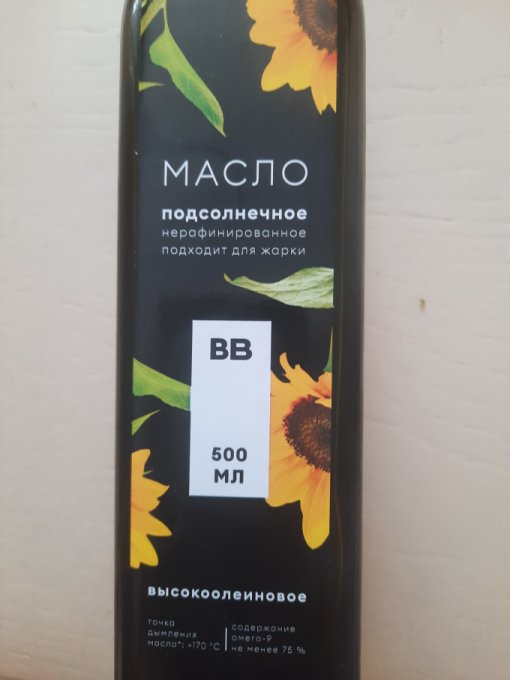 МАСЛО
подсолнечное
нерафинированное
подходит для жарки
ВВ
500
МЛ
высокоолеиновое
точка
дымления
масла*: +170 °С
содержание
омега-9
не менее 75 %